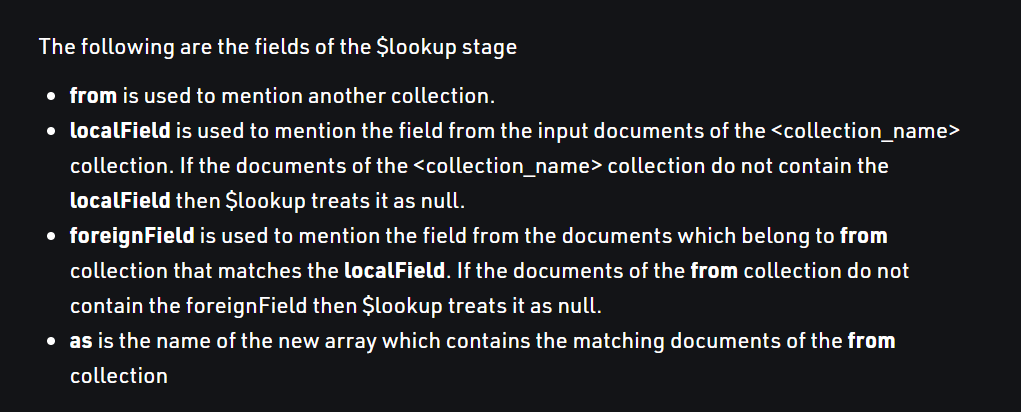 The following are the fields of the $lookup stage
• from is used to mention another collection.
• localField is used to mention the field from the input documents of the <collection_name>
collection. If the documents of the <collection_name> collection do not contain the
localField then $lookup treats it as null.
• foreignField is used to mention the field from the documents which belong to from
collection that matches the localField. If the documents of the from collection do not
contain the foreignField then $lookup treats it as null.
• as is the name of the new array which contains the matching documents of the from
collection